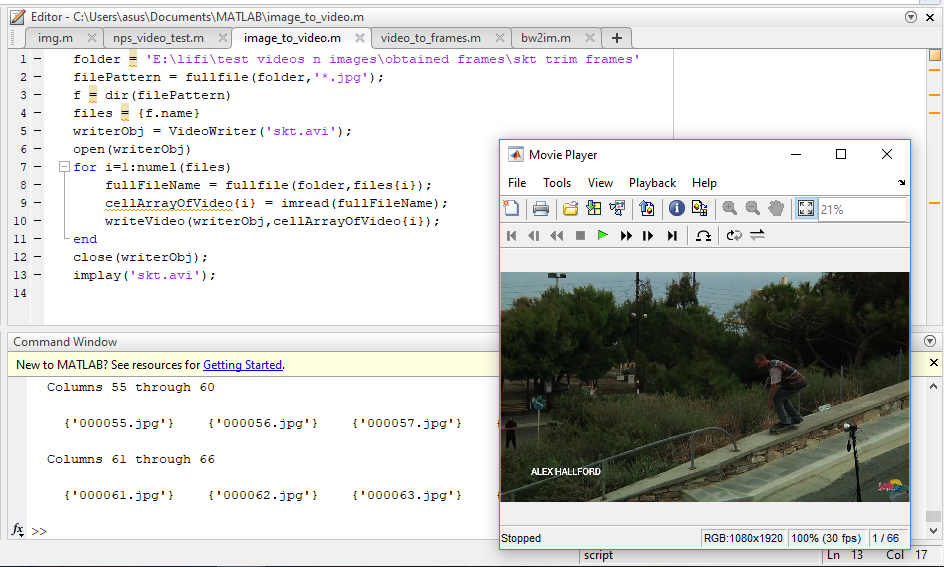 Editor - C:\Users\asus\Documents\MATLAB\image_to_video.m
img.m nps_video_test.m image_to_video.m video_to_frames.m bw2im.m +
1 folder = 'E:\lifi\test videos n images\obtained frames\skt trim frames'
2 filePattern = fullfile(folder,'*.jpg');
3 f = dir(filePattern)
4 files = {f.name}
5 writerObj = VideoWriter('skt.avi');
6 open(writerObj)
7 for i=1:numel(files)
8 fullFileName = fullfile(folder,files{i});
9 cellArrayOfVideo{i} = imread(fullFileName);
10 writeVideo(writerObj,cellArrayOfVideo{i});
11 end
12 close(writerObj);
13 implay('skt.avi');
14
Command Window
New to MATLAB? See resources for Getting Started.
Columns 55 through 60
{'000055.jpg'} {'000056.jpg'} {'000057.jpg'}
Columns 61 through 66
{'000061.jpg'} {'000062.jpg'} {'000063.jpg'}
fx >>
Movie Player
File Tools View Playback Help
21%
ALEX HALLFORD
Stopped RGB:1080x1920 100% (30 fps) 1 / 66
script Ln 13 Col 17